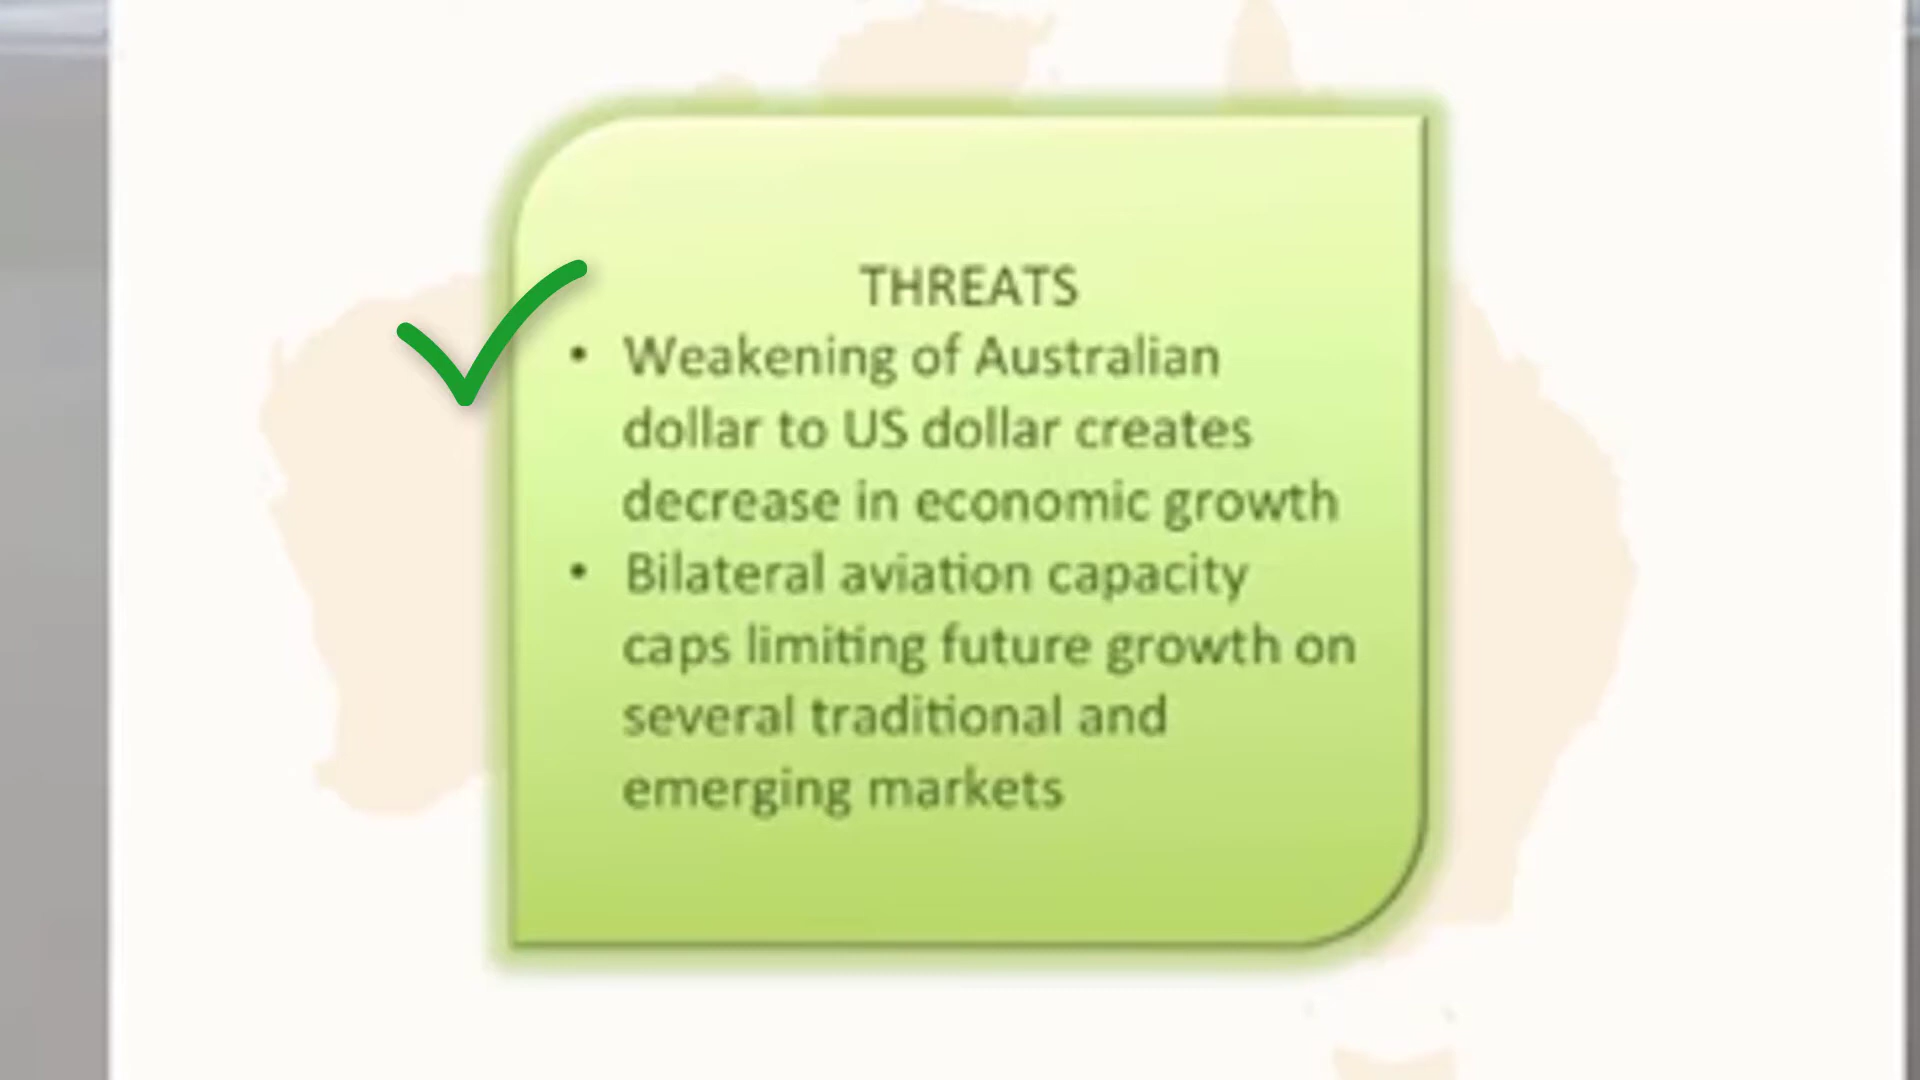 THREATS
• Weakening of Australian
dollar to US dollar creates
decrease in economic growth
• Bilateral aviation capacity
caps limiting future growth on
several traditional and
emerging markets